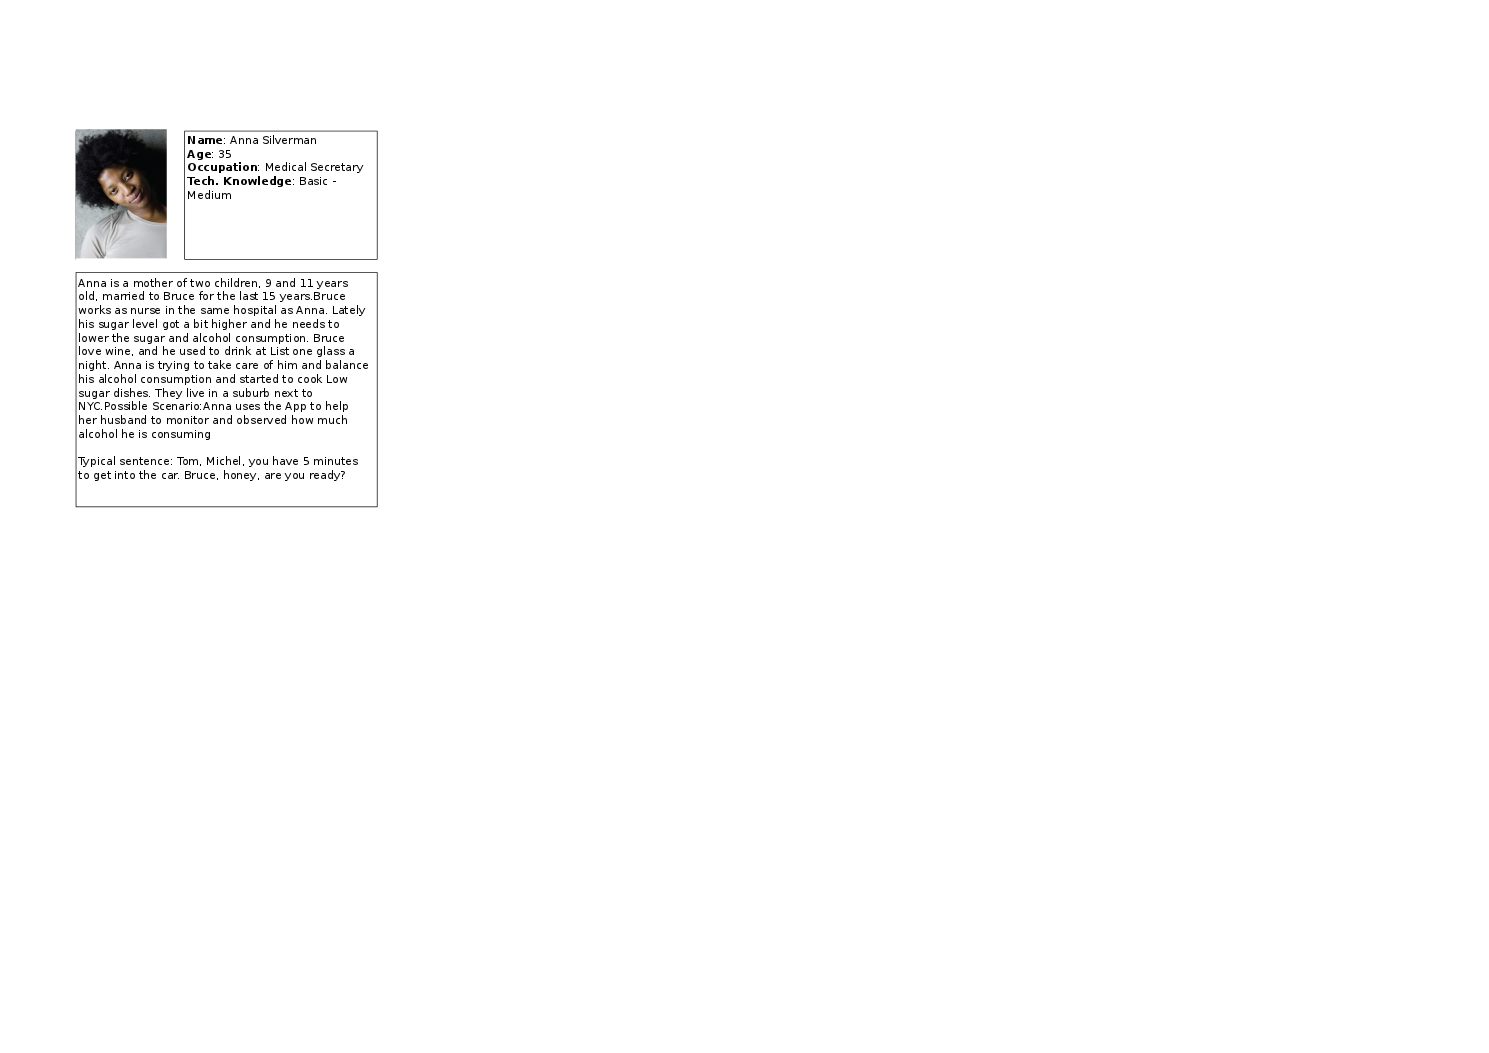 Name: Anna Silverman
Age: 35
Occupation: Medical Secretary
Tech. Knowledge: Basic -
Medium
Anna is a mother of two children, 9 and 11 years
old, married to Bruce for the last 15 years.Bruce
works as nurse in the same hospital as Anna. Lately
his sugar level got a bit higher and he needs to
lower the sugar and alcohol consumption. Bruce
love wine, and he used to drink at List one glass a
night. Anna is trying to take care of him and balance
his alcohol consumption and started to cook Low
sugar dishes. They live in a suburb next to
NYC.Possible Scenario:Anna uses the App to help
her husband to monitor and observed how much
alcohol he is consuming
Typical sentence: Tom, Michel, you have 5 minutes
to get into the car. Bruce, honey, are you ready?